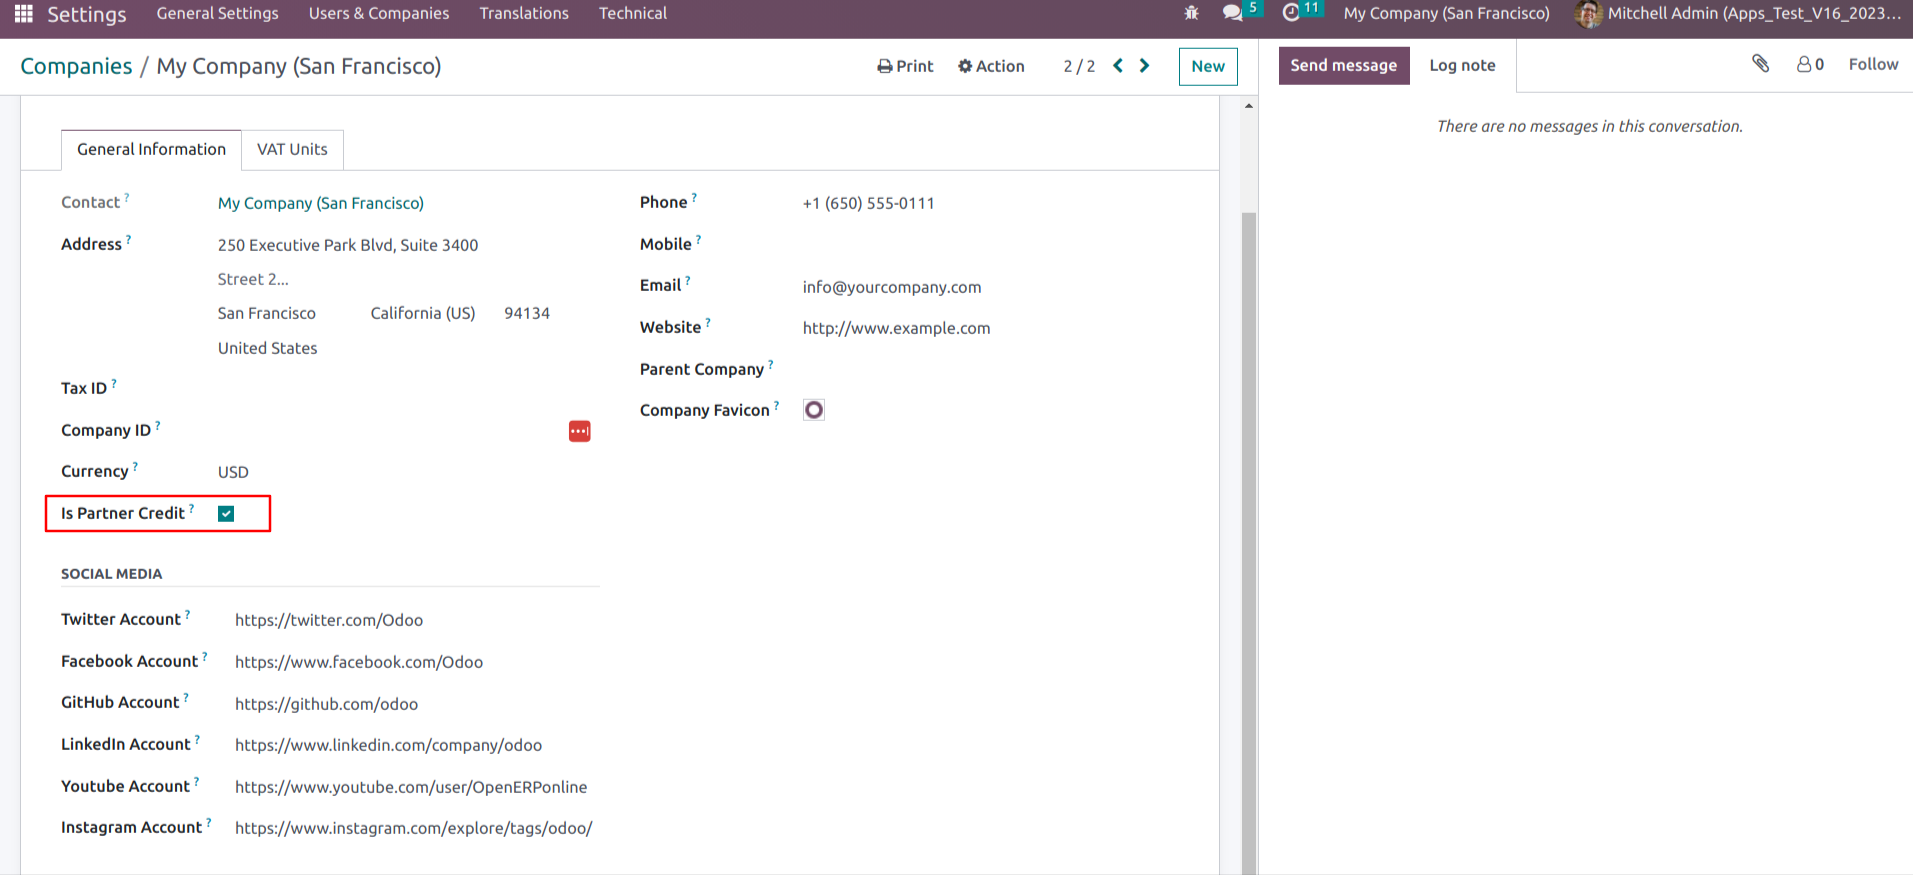 Settings General Settings Users & Companies Translations Technical 5 11 My Company (San Francisco) Mitchell Admin (Apps_Test_V16_2023...
Companies / My Company (San Francisco) Print Action 2 / 2 New Send message Log note 0 Follow
There are no messages in this conversation.
General Information VAT Units
Contact ? My Company (San Francisco)
Address ? 250 Executive Park Blvd, Suite 3400
Street 2...
San Francisco California (US) 94134
United States
Tax ID ?
Company ID ?
Currency ? USD
Is Partner Credit ?
Phone ? +1 (650) 555-0111
Mobile ?
Email ? info@yourcompany.com
Website ? http://www.example.com
Parent Company ?
Company Favicon ?
SOCIAL MEDIA
Twitter Account ? https://twitter.com/Odoo
Facebook Account ? https://www.facebook.com/Odoo
GitHub Account ? https://github.com/odoo
LinkedIn Account ? https://www.linkedin.com/company/odoo
Youtube Account ? https://www.youtube.com/user/OpenERPonline
Instagram Account ? https://www.instagram.com/explore/tags/odoo/